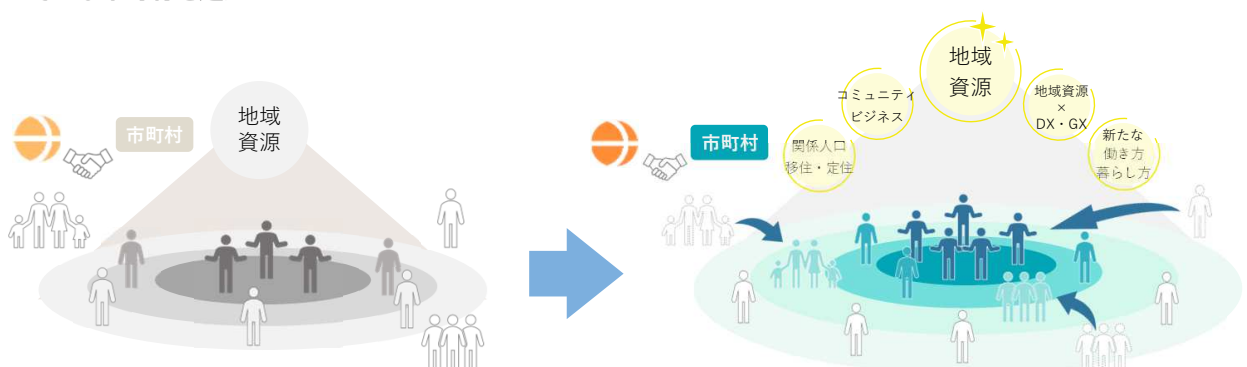 地域
資源
市町村
地域
資源
コミュニティ
ビジネス
地域資源
×
DX・GX
市町村
関係人口
移住・定住
新たな
働き方
暮らし方